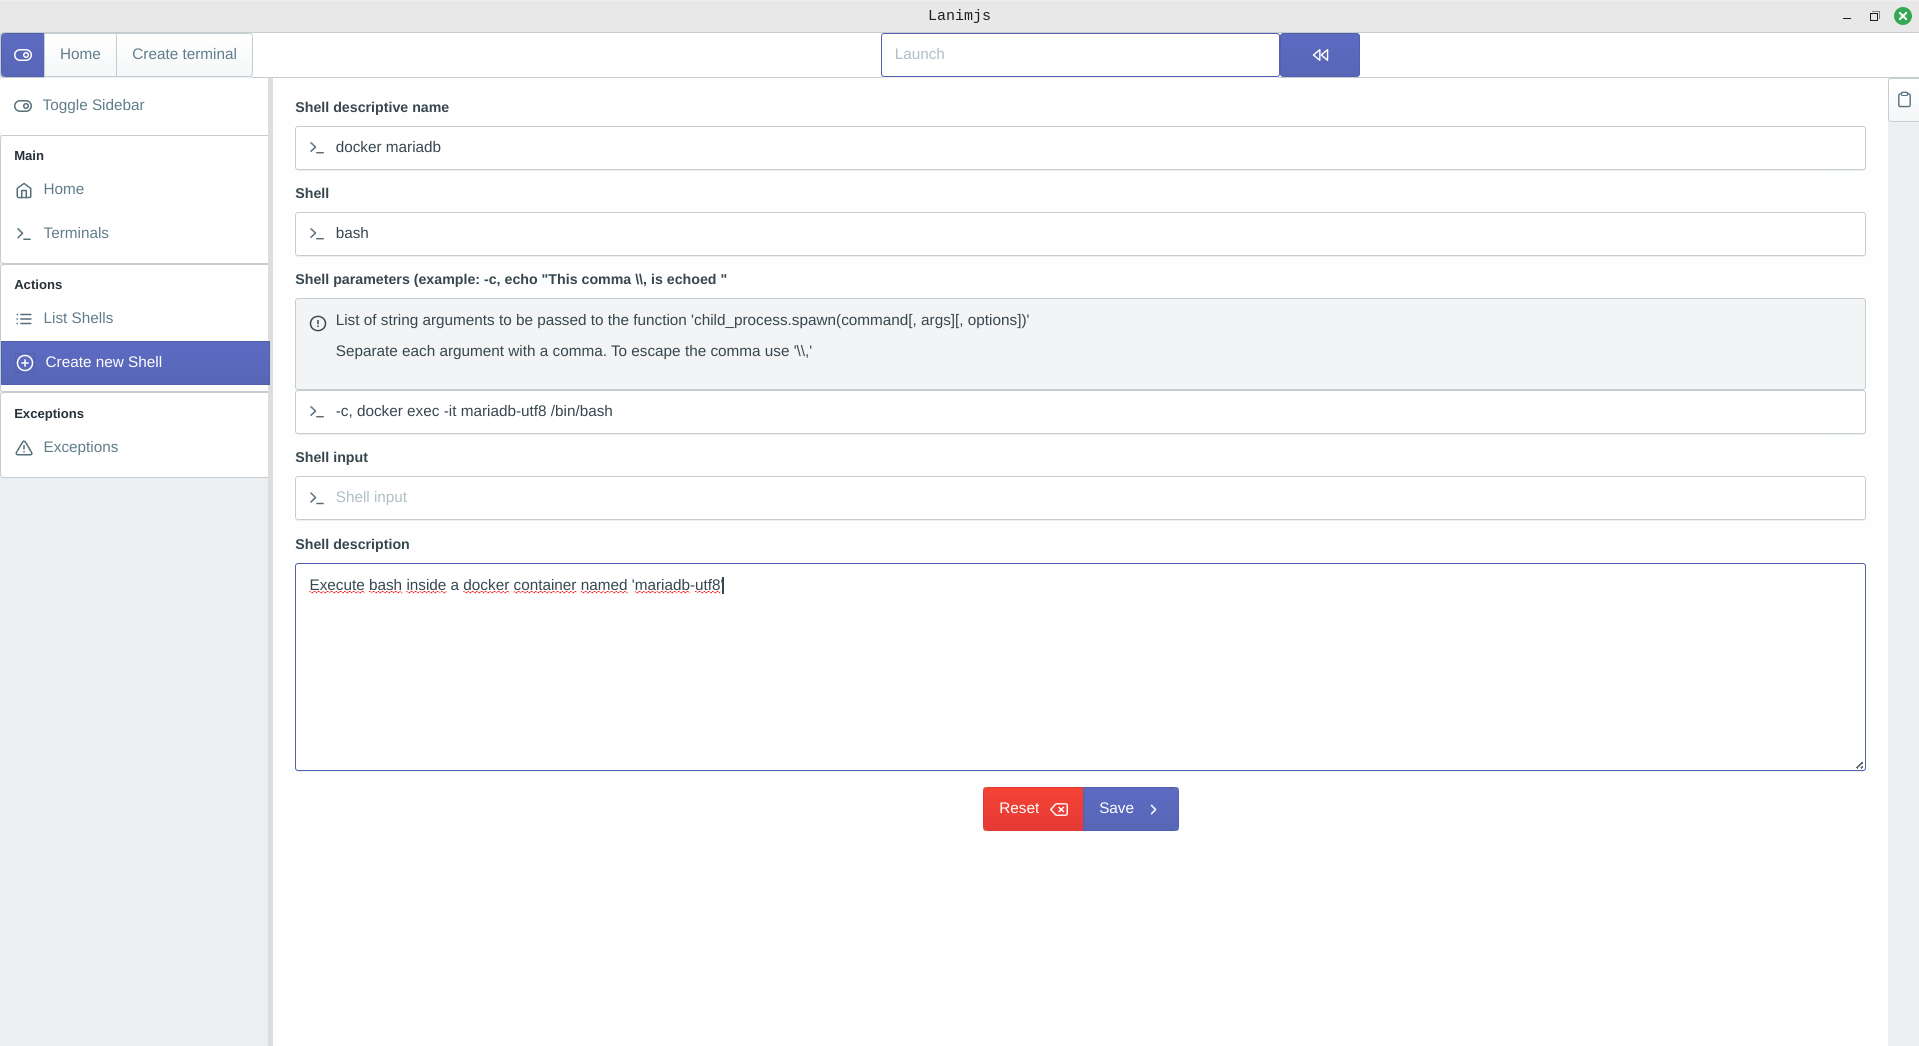 Lanimjs
Home
Create terminal
Launch
Toggle Sidebar
Main
Home
Terminals
Actions
List Shells
Create new Shell
Exceptions
Exceptions
Shell descriptive name
docker mariadb
Shell
bash
Shell parameters (example: -c, echo "This comma \\, is echoed "
List of string arguments to be passed to the function 'child_process.spawn(command[, args][, options])'
Separate each argument with a comma. To escape the comma use '\\,'
-c, docker exec -it mariadb-utf8 /bin/bash
Shell input
Shell input
Shell description
Execute bash inside a docker container named 'mariadb-utf8'
Reset
Save